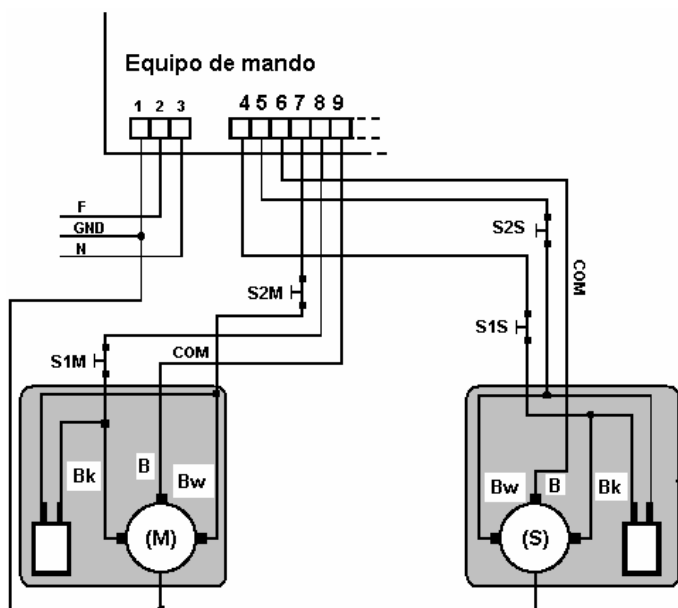 Equipo de mando
1 2 3
4 5 6 7 8 9
F
GND
N
S2S
COM
S2M
S1S
S1M
COM
Bk
B
Bw
(M)
Bw
B
Bk
(S)